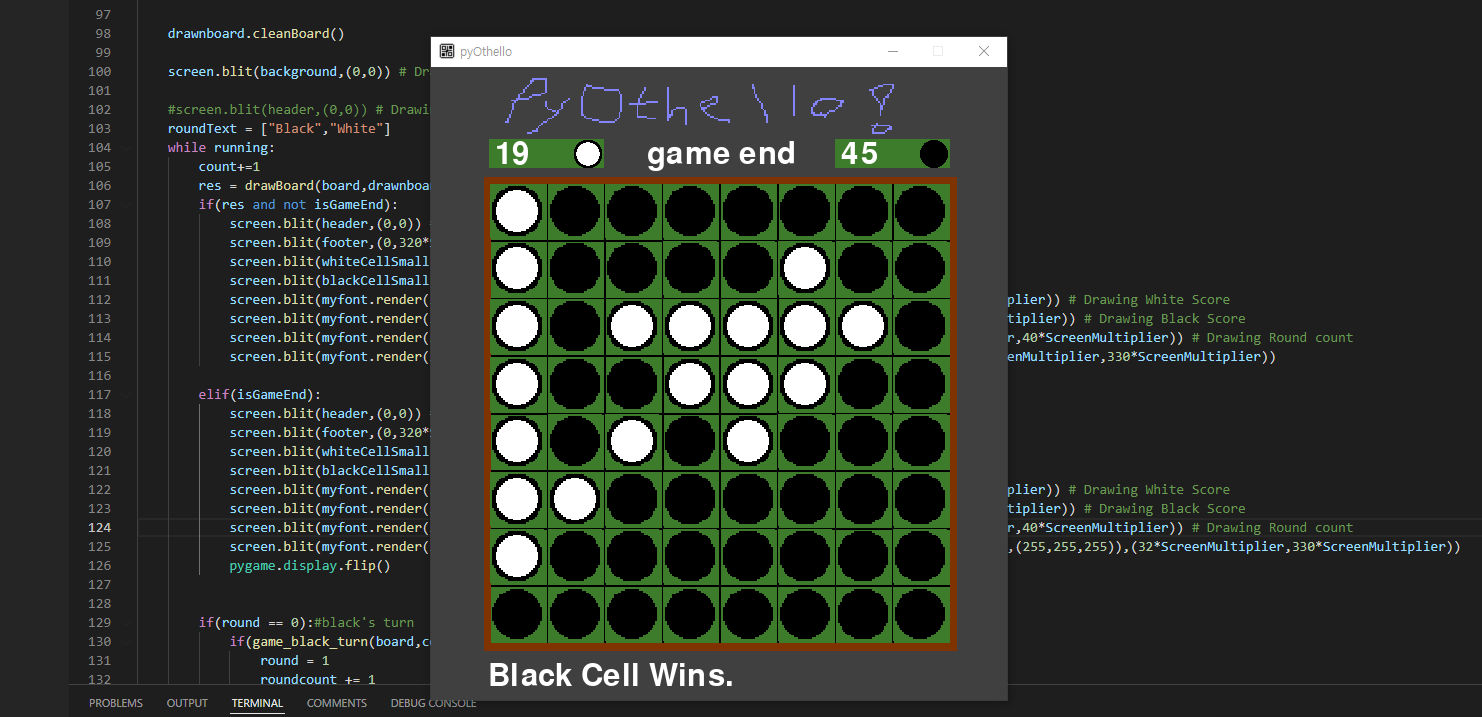 97
98 drawnboard.cleanBoard()
99
100 screen.blit(background,(0,0)) # Dr
101
102 #screen.blit(header,(0,0)) # Drawi
103 roundText = ["Black","White"]
104 while running:
105 count+=1
106 res = drawBoard(board,drawnboa
107 if(res and not isGameEnd):
108 screen.blit(header,(0,0))
109 screen.blit(footer,(0,320*
110 screen.blit(whiteCellSmall
111 screen.blit(blackCellSmall
112 screen.blit(myfont.render( plier)) # Drawing White Score
113 screen.blit(myfont.render( tiplier)) # Drawing Black Score
114 screen.blit(myfont.render( r,40*ScreenMultiplier)) # Drawing Round count
115 screen.blit(myfont.render( enMultiplier,330*ScreenMultiplier))
116
117 elif(isGameEnd):
118 screen.blit(header,(0,0))
119 screen.blit(footer,(0,320*
120 screen.blit(whiteCellSmall
121 screen.blit(blackCellSmall
122 screen.blit(myfont.render( plier)) # Drawing White Score
123 screen.blit(myfont.render( tiplier)) # Drawing Black Score
124 screen.blit(myfont.render( r,40*ScreenMultiplier)) # Drawing Round count
125 screen.blit(myfont.render( ,(255,255,255)),(32*ScreenMultiplier,330*ScreenMultiplier))
126 pygame.display.flip()
127
128
129 if(round == 0):#black's turn
130 if(game_black_turn(board,co
131 round = 1
132 roundcount += 1
PROBLEMS OUTPUT TERMINAL COMMENTS DEBUG CONSOLE
pyOthello
PyOthello!
19 game end 45
Black Cell Wins.